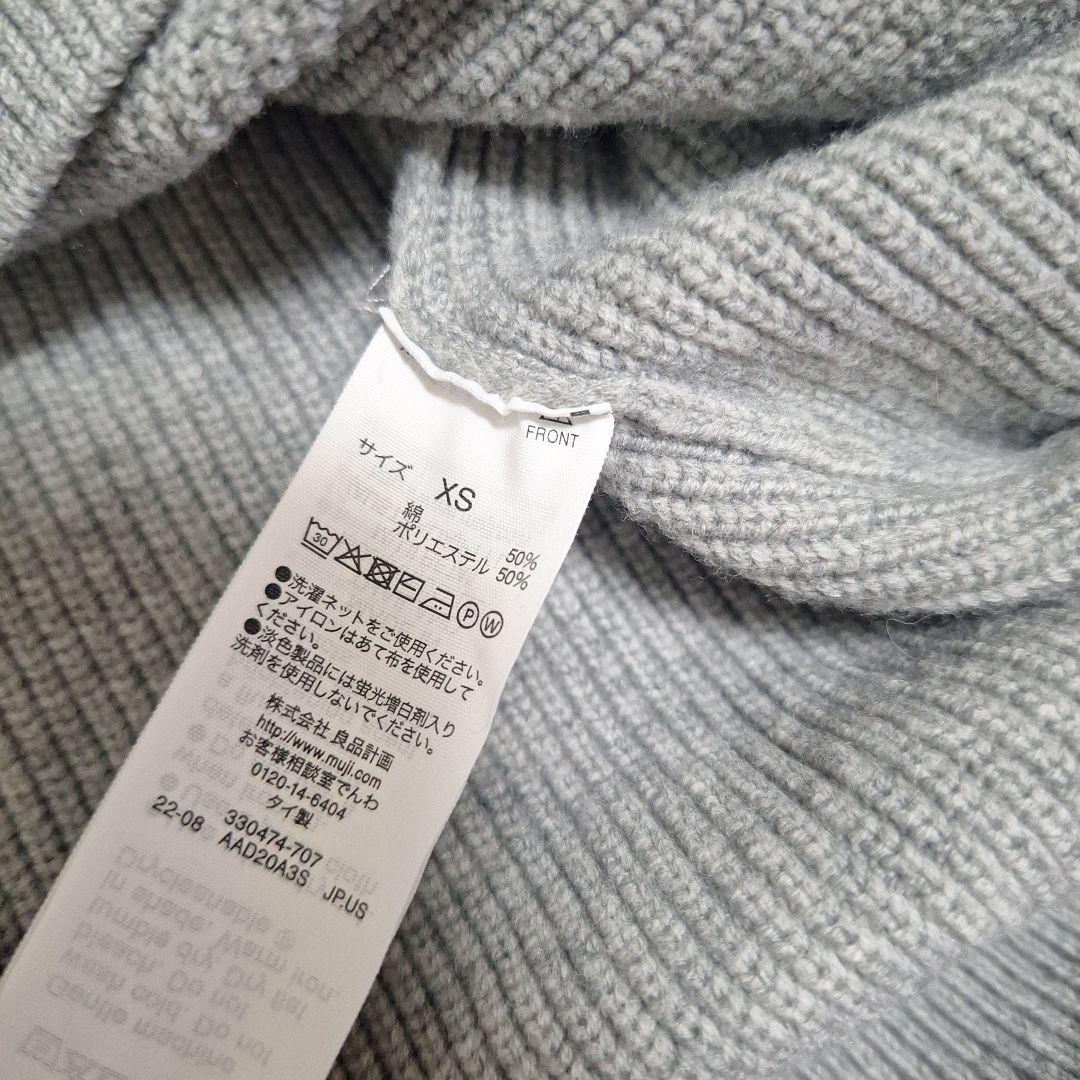 FRONT
サイズ XS
綿 50%
ポリエステル 50%
30
P W
●洗濯ネットをご使用ください。
●アイロンはあて布を使用して
ください。
●淡色製品には蛍光増白剤入り
洗剤を使用しないでください。
株式会社 良品計画
http://www.muji.com
お客様相談室でんわ
0120-14-6404
タイ製
330474-707
22-08 AAD20A3S JP,US